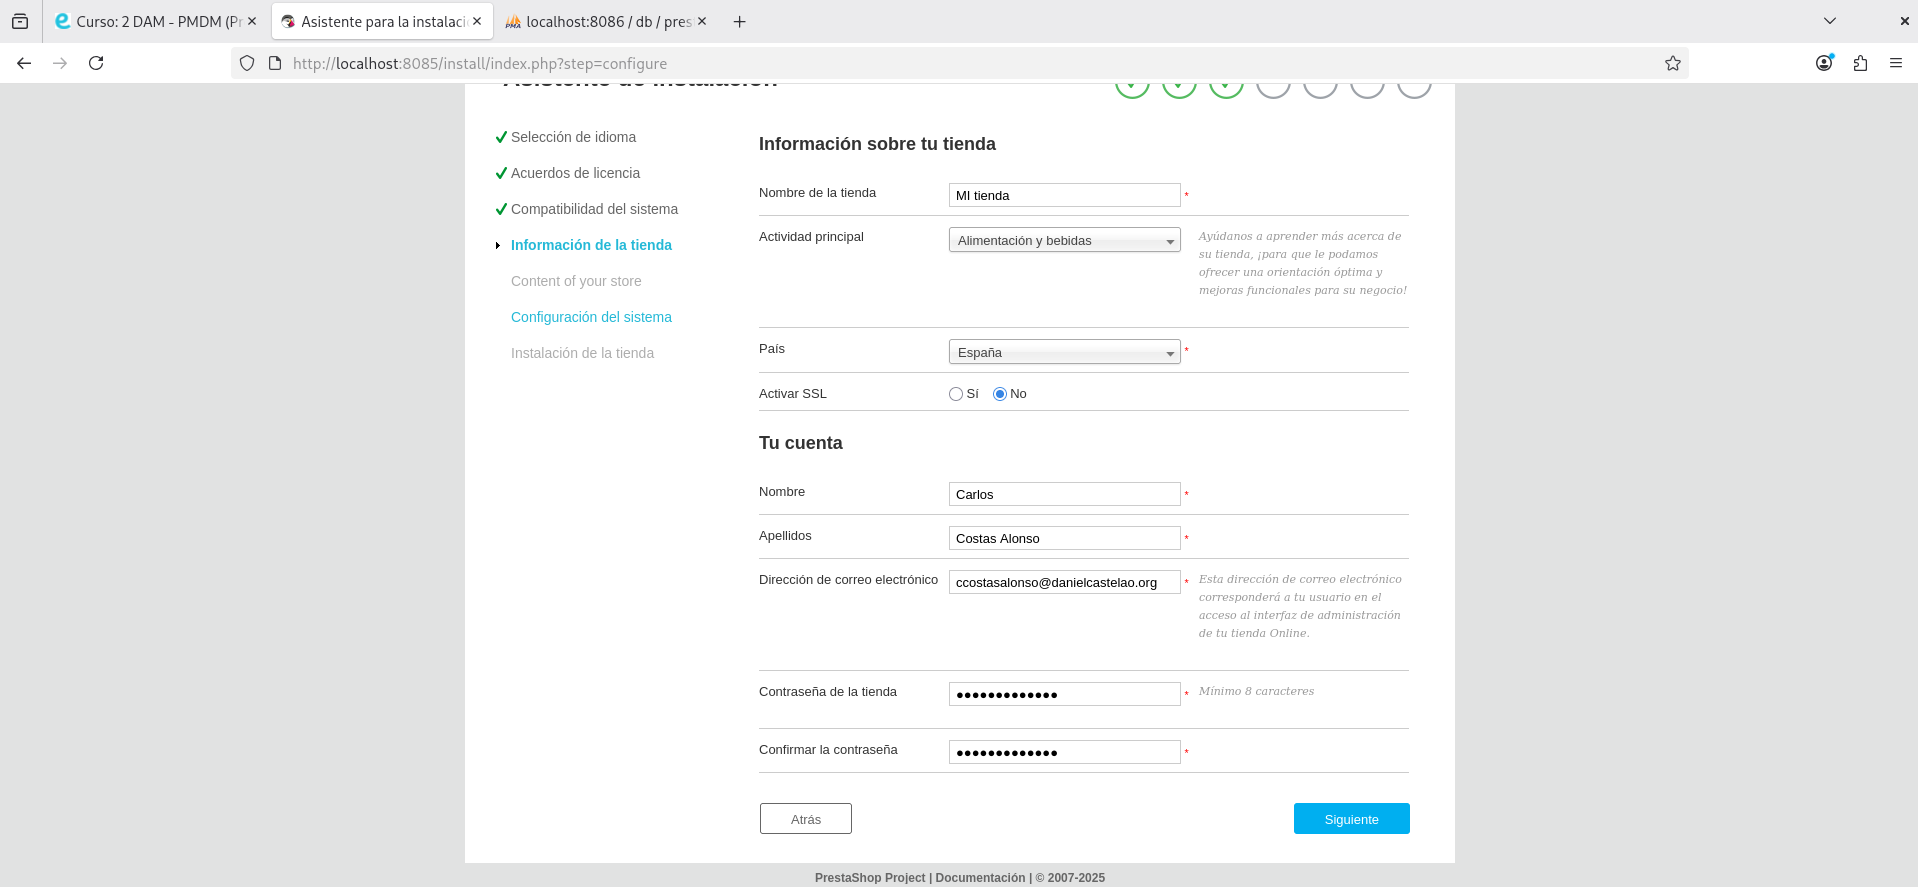 Curso: 2 DAM - PMDM (Pr
Asistente para la instalaci
localhost:8086 / db / pres
http://localhost:8085/install/index.php?step=configure
Asistente de instalación
Selección de idioma
Acuerdos de licencia
Compatibilidad del sistema
Información de la tienda
Content of your store
Configuración del sistema
Instalación de la tienda
Información sobre tu tienda
Nombre de la tienda MI tienda *
Actividad principal Alimentación y bebidas
Ayúdanos a aprender más acerca de
su tienda, ¡para que le podamos
ofrecer una orientación óptima y
mejoras funcionales para su negocio!
País España *
Activar SSL Sí No
Tu cuenta
Nombre Carlos *
Apellidos Costas Alonso *
Dirección de correo electrónico ccostasalonso@danielcastelao.org *
Esta dirección de correo electrónico
corresponderá a tu usuario en el
acceso al interfaz de administración
de tu tienda Online.
Contraseña de la tienda ●●●●●●●●●●●●● * Mínimo 8 caracteres
Confirmar la contraseña ●●●●●●●●●●●●● *
Atrás Siguiente
PrestaShop Project | Documentación | © 2007-2025